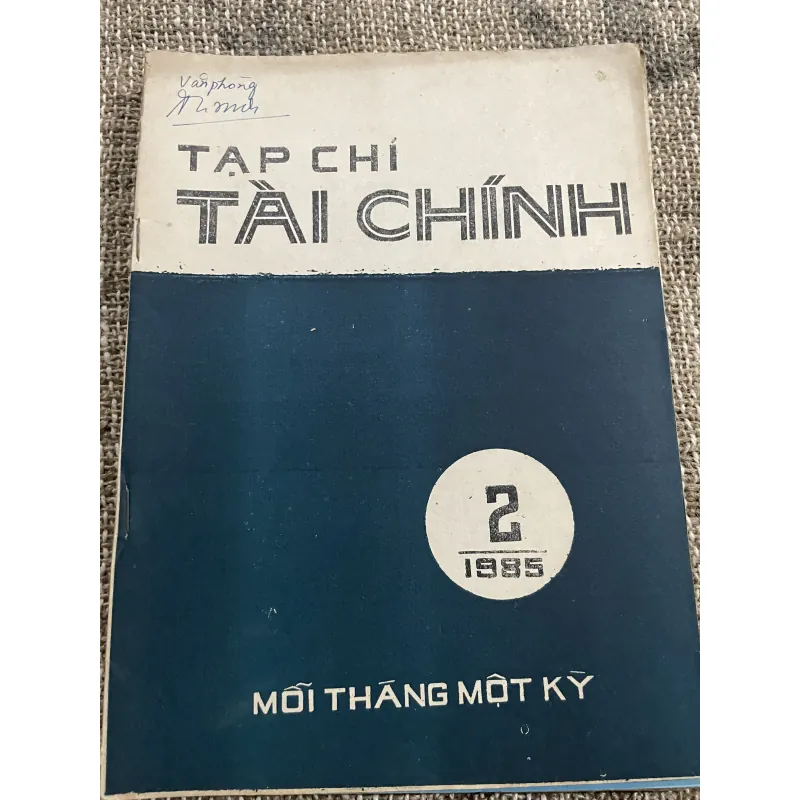 Văn phòng
TẠP CHÍ
TÀI CHÍNH
2
1985
MỖI THÁNG MỘT KỲ